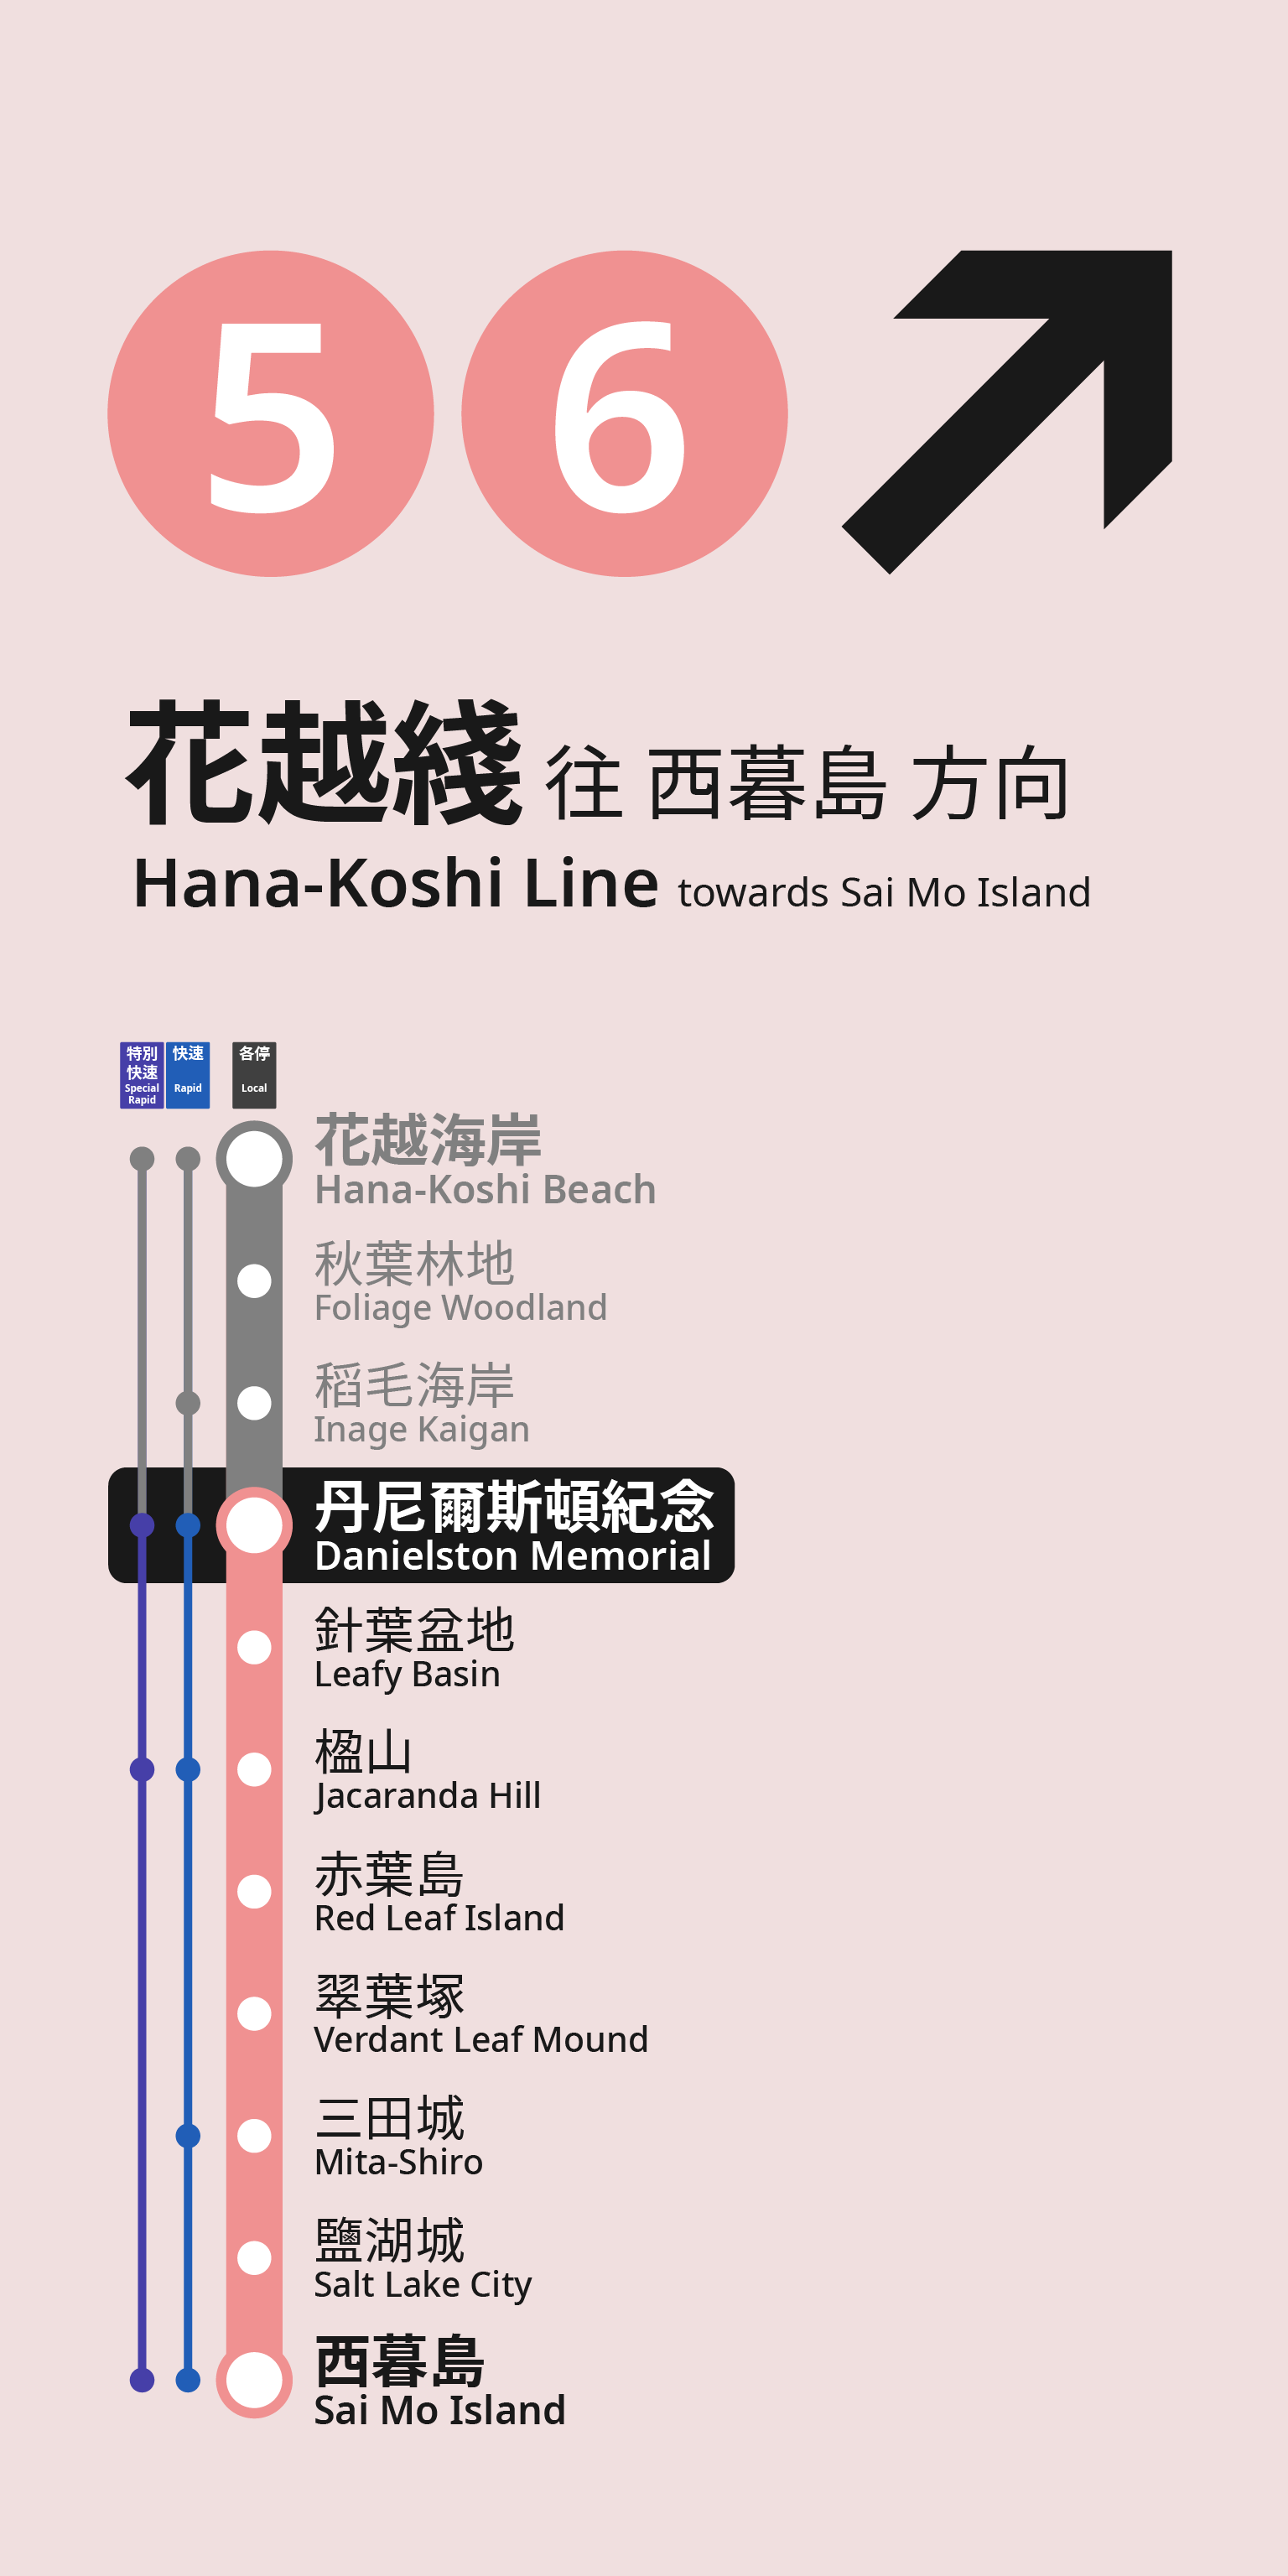 5 6
花越綫 往 西暮島 方向
Hana-Koshi Line towards Sai Mo Island
特別 快速 各停
快速
Special Rapid Local
Rapid
花越海岸
Hana-Koshi Beach
秋葉林地
Foliage Woodland
稻毛海岸
Inage Kaigan
丹尼爾斯頓紀念
Danielston Memorial
針葉盆地
Leafy Basin
楹山
Jacaranda Hill
赤葉島
Red Leaf Island
翠葉塚
Verdant Leaf Mound
三田城
Mita-Shiro
鹽湖城
Salt Lake City
西暮島
Sai Mo Island